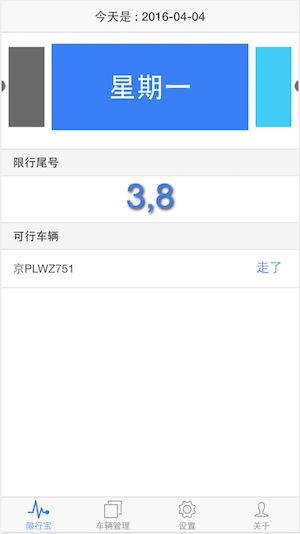 今天是 : 2016-04-04
星期一
限行尾号
3,8
可行车辆
京PLWZ751 走了
限行宝 车辆管理 设置 关于